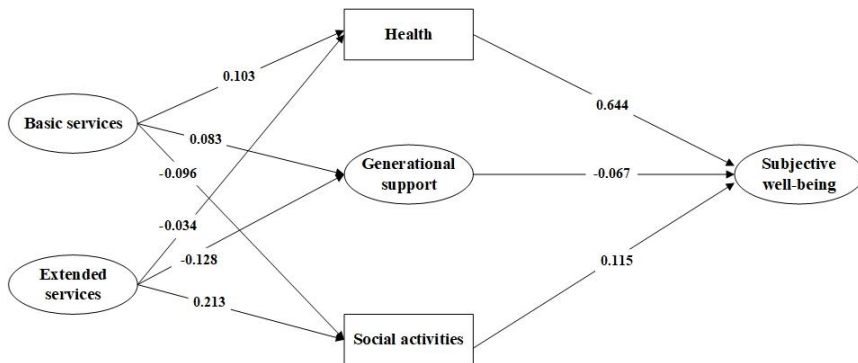 Health
0.103
0.644
Basic services
0.083
-0.096
Generational
support
-0.067
Subjective
well-being
-0.034
-0.128
0.115
Extended
services
0.213
Social activities